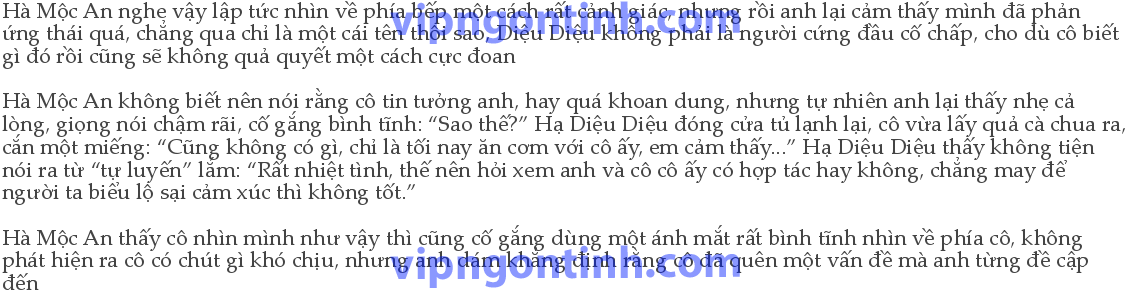 Hà Mộc An nghe vậy lập tức nhìn về phía bếp một cách rất cảnh giác, nhưng rồi anh lại cảm thấy mình đã phản
ứng thái quá, chẳng qua chỉ là một cái tên thôi sao, Diệu Diệu không phải là người cứng đầu cố chấp, cho dù cô biết
gì đó rồi cũng sẽ không quả quyết một cách cực đoan
Hà Mộc An không biết nên nói rằng cô tin tưởng anh, hay quá khoan dung, nhưng tự nhiên anh lại thấy nhẹ cả
lòng, giọng nói chậm rãi, cố gắng bình tĩnh: “Sao thế?” Hạ Diệu Diệu đóng cửa tủ lạnh lại, cô vừa lấy quả cà chua ra,
cắn một miếng: “Cũng không có gì, chỉ là tối nay ăn cơm với cô ấy, em cảm thấy...” Hạ Diệu Diệu thấy không tiện
nói ra từ “tự luyến” lắm: “Rất nhiệt tình, thế nên hỏi xem anh và cô cô ấy có hợp tác hay không, chẳng may để
người ta biểu lộ sại cảm xúc thì không tốt.”
Hà Mộc An thấy cô nhìn mình như vậy thì cũng cố gắng dùng một ánh mắt rất bình tĩnh nhìn về phía cô, không
phát hiện ra cô có chút gì khó chịu, nhưng anh dám khẳng định rằng cô đã quên một vấn đề mà anh từng đề cập
đến
vipngontinh.com
vipngontinh.com